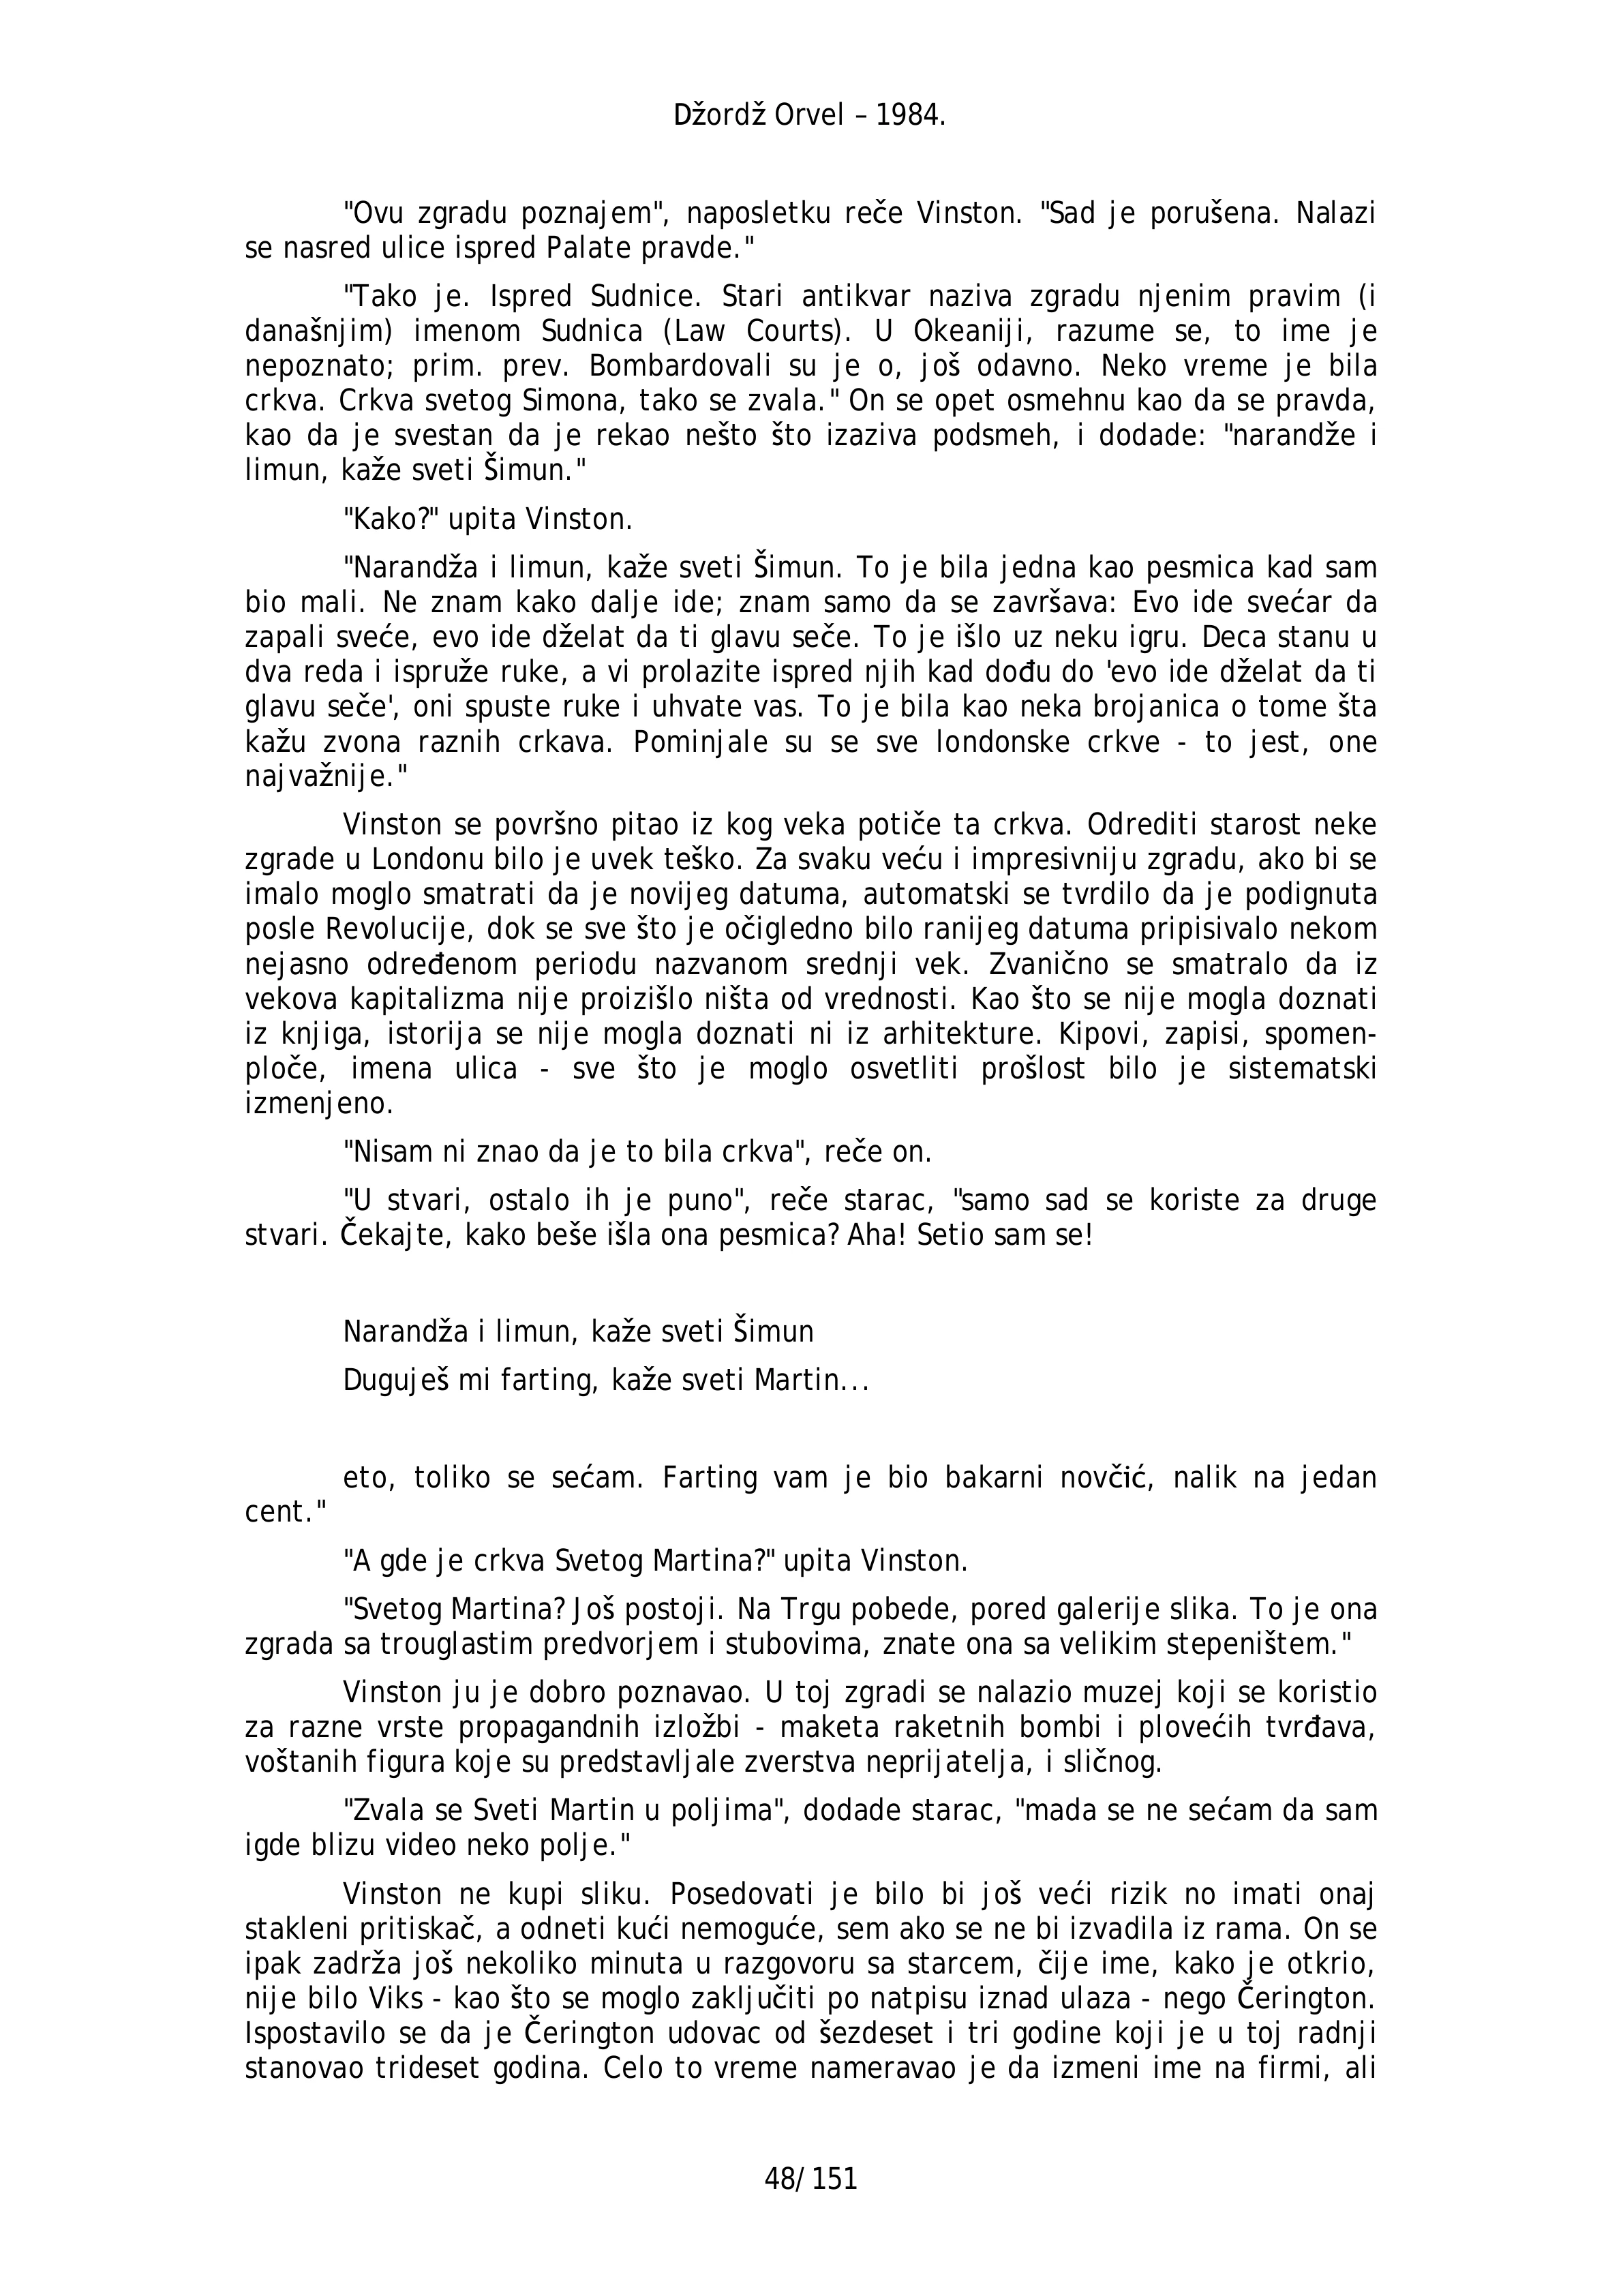 Džordž Orvel – 1984.
"Ovu zgradu poznajem", naposletku reče Vinston. "Sad je porušena. Nalazi
se nasred ulice ispred Palate pravde."
"Tako je. Ispred Sudnice. Stari antikvar naziva zgradu njenim pravim (i
današnjim) imenom Sudnica (Law Courts). U Okeaniji, razume se, to ime je
nepoznato; prim. prev. Bombardovali su je o, još odavno. Neko vreme je bila
crkva. Crkva svetog Simona, tako se zvala." On se opet osmehnu kao da se pravda,
kao da je svestan da je rekao nešto što izaziva podsmeh, i dodade: "narandže i
limun, kaže sveti Šimun."
"Kako?" upita Vinston.
"Narandža i limun, kaže sveti Šimun. To je bila jedna kao pesmica kad sam
bio mali. Ne znam kako dalje ide; znam samo da se završava: Evo ide svećar da
zapali sveće, evo ide dželat da ti glavu seče. To je išlo uz neku igru. Deca stanu u
dva reda i ispruže ruke, a vi prolazite ispred njih kad dođu do 'evo ide dželat da ti
glavu seče', oni spuste ruke i uhvate vas. To je bila kao neka brojanica o tome šta
kažu zvona raznih crkava. Pominjale su se sve londonske crkve - to jest, one
najvažnije."
Vinston se površno pitao iz kog veka potiče ta crkva. Odrediti starost neke
zgrade u Londonu bilo je uvek teško. Za svaku veću i impresivniju zgradu, ako bi se
imalo moglo smatrati da je novijeg datuma, automatski se tvrdilo da je podignuta
posle Revolucije, dok se sve što je očigledno bilo ranijeg datuma pripisivalo nekom
nejasno određenom periodu nazvanom srednji vek. Zvanično se smatralo da iz
vekova kapitalizma nije proizišlo ništa od vrednosti. Kao što se nije mogla doznati
iz knjiga, istorija se nije mogla doznati ni iz arhitekture. Kipovi, zapisi, spomen-
ploče, imena ulica - sve što je moglo osvetliti prošlost bilo je sistematski
izmenjeno.
"Nisam ni znao da je to bila crkva", reče on.
"U stvari, ostalo ih je puno", reče starac, "samo sad se koriste za druge
stvari. Čekajte, kako beše išla ona pesmica? Aha! Setio sam se!
Narandža i limun, kaže sveti Šimun
Duguješ mi farting, kaže sveti Martin...
eto, toliko se sećam. Farting vam je bio bakarni novčić, nalik na jedan
cent."
"A gde je crkva Svetog Martina?" upita Vinston.
"Svetog Martina? Još postoji. Na Trgu pobede, pored galerije slika. To je ona
zgrada sa trouglastim predvorjem i stubovima, znate ona sa velikim stepeništem."
Vinston ju je dobro poznavao. U toj zgradi se nalazio muzej koji se koristio
za razne vrste propagandnih izložbi - maketa raketnih bombi i plovećih tvrđava,
voštanih figura koje su predstavljale zverstva neprijatelja, i sličnog.
"Zvala se Sveti Martin u poljima", dodade starac, "mada se ne sećam da sam
igde blizu video neko polje."
Vinston ne kupi sliku. Posedovati je bilo bi još veći rizik no imati onaj
stakleni pritiskač, a odneti kući nemoguće, sem ako se ne bi izvadila iz rama. On se
ipak zadrža još nekoliko minuta u razgovoru sa starcem, čije ime, kako je otkrio,
nije bilo Viks - kao što se moglo zaključiti po natpisu iznad ulaza - nego Čerington.
Ispostavilo se da je Čerington udovac od šezdeset i tri godine koji je u toj radnji
stanovao trideset godina. Celo to vreme nameravao je da izmeni ime na firmi, ali
48/ 151